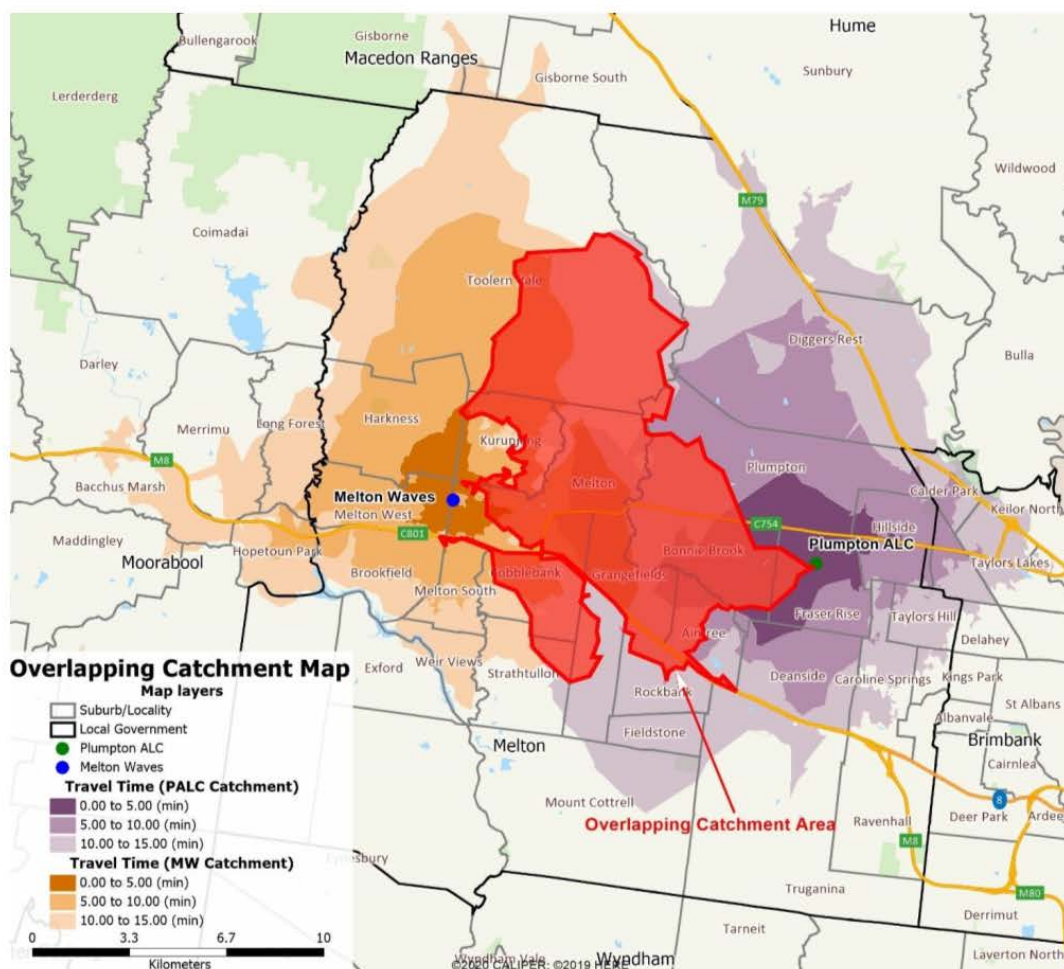 Bullengarook
Gisborne
Macedon Ranges
Hume
Gisborne South
Sunbury
Lerderderg
Wildwood
M79
Coimadai
Toolern Vale
Diggers Rest
Bulla
Darley
Harkness
Merrimu
Long Forest
Kurunjang
M8
Melton
Plumpton
Calder Park
Bacchus Marsh
Melton Waves
Keilor North
Melton West
C754
Hillside
C801
Plumpton ALC
Maddingley
Hopetoun Park
Bonnie Brook
Moorabool
Taylors Lakes
Brookfield
Cobblebank
Grangefields
Melton South
Fraser Rise
Taylors Hill
Aintree
Delahey
Exford
Weir Views
Strathtulloh
Deanside
Caroline Springs
Kings Park
Rockbank
St Albans
Albanvale
Fieldstone
Melton
Brimbank
Cairnlea
Mount Cottrell
8
Overlapping Catchment Area
Ravenhall
Deer Park
M8
Eynesbury
Truganina
M80
Derrimut
Tarneit
Wyndham Vale
Wyndham
Laverton North
Overlapping Catchment Map
Map layers
Suburb/Locality
Local Government
Plumpton ALC
Melton Waves
Travel Time (PALC Catchment)
0.00 to 5.00 (min)
5.00 to 10.00 (min)
10.00 to 15.00 (min)
Travel Time (MW Catchment)
0.00 to 5.00 (min)
5.00 to 10.00 (min)
10.00 to 15.00 (min)
0 3.3 6.7 10
Kilometers
©2020 CALIPER; ©2019 HERE